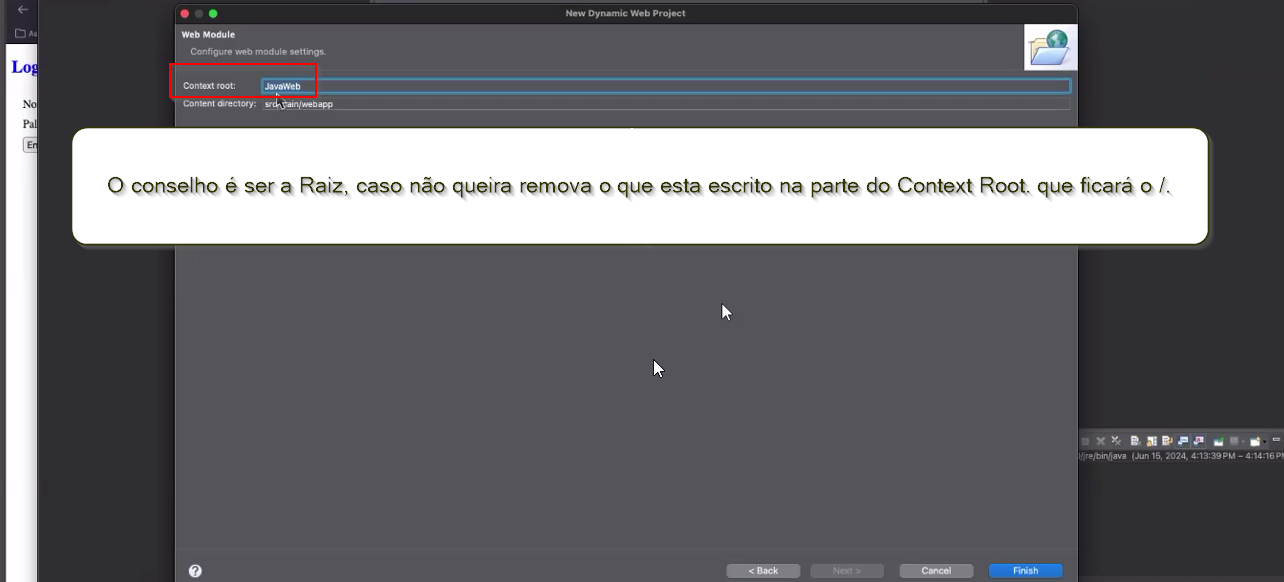 New Dynamic Web Project
Web Module
Configure web module settings.
Log
Context root: JavaWeb
No
Content directory: src/main/webapp
Pal
En
O conselho é ser a Raiz, caso não queira remova o que esta escrito na parte do Context Root. que ficará o /.
/jre/bin/java (Jun 15, 2024, 4:13:39 PM – 4:14:16 PM
?
< Back
Next >
Cancel
Finish